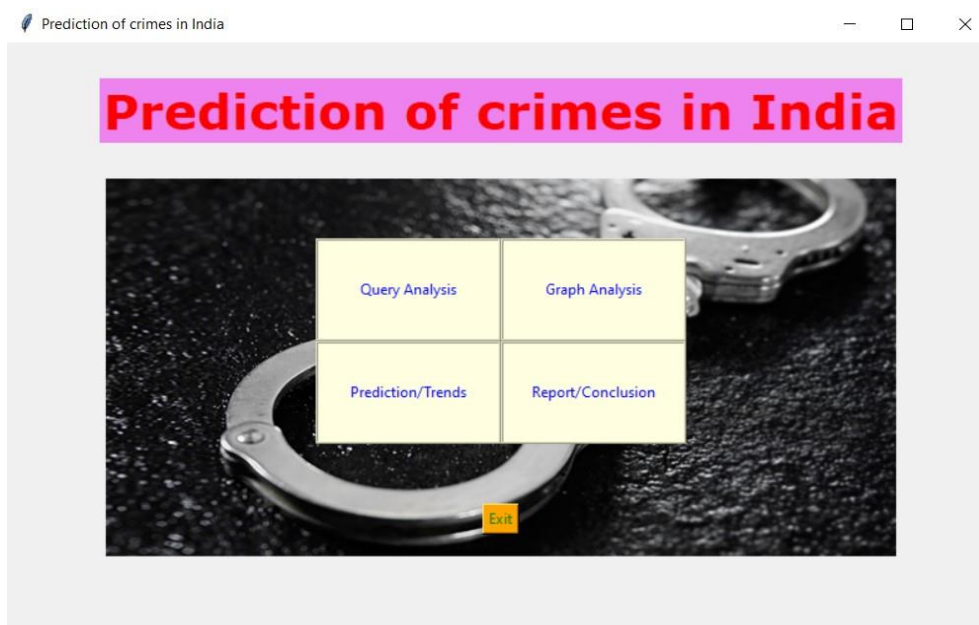 Prediction of crimes in India
Prediction of crimes in India
Query Analysis
Graph Analysis
Prediction/Trends
Report/Conclusion
Exit